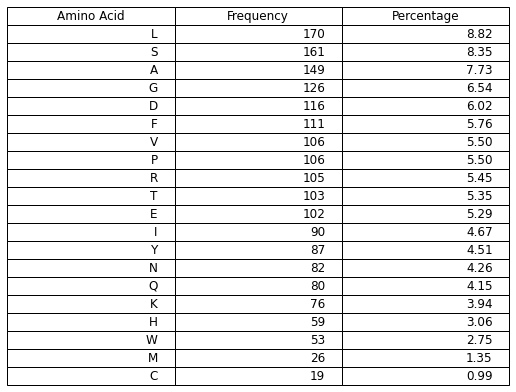 Amino Acid Frequency Percentage
L 170 8.82
S 161 8.35
A 149 7.73
G 126 6.54
D 116 6.02
F 111 5.76
V 106 5.50
P 106 5.50
R 105 5.45
T 103 5.35
E 102 5.29
I 90 4.67
Y 87 4.51
N 82 4.26
Q 80 4.15
K 76 3.94
H 59 3.06
W 53 2.75
M 26 1.35
C 19 0.99